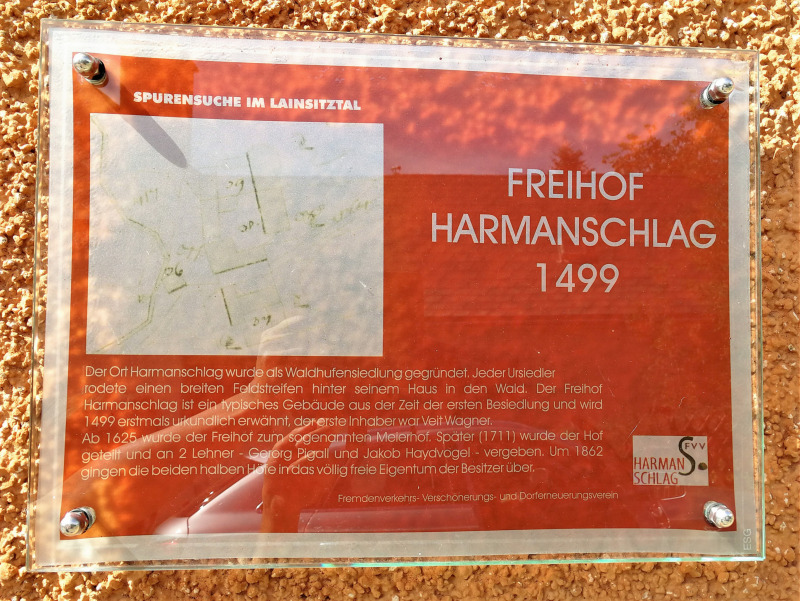 SPURENSUCHE IM LAINSITZTAL
FREIHOF
HARMANSCHLAG
1499
Der Ort Harmanschlag wurde als Waldhufensiedlung gegründet. Jeder Ursiedler
rodete einen breiten Feldstreifen hinter seinem Haus in den Wald. Der Freihof
Harmanschlag ist ein typisches Gebäude aus der Zeit der ersten Besiedlung und wird
1499 erstmals urkundlich erwähnt, der erste Inhaber war Veit Wagner.
Ab 1625 wurde der Freihof zum sogenannten Meierhof. Später (1711) wurde der Hof
geteilt und an 2 Lehner - Gerorg Pigal und Jakob Haydvogel - vergeben. Um 1862
gingen die beiden halben Höfe in das völlig freie Eigentum der Besitzer über.
Fremdenverkehrs- Verschönerungs- und Dorferneuerungsverein
FVV
HARMAN
SCHLAG
S.
ESG